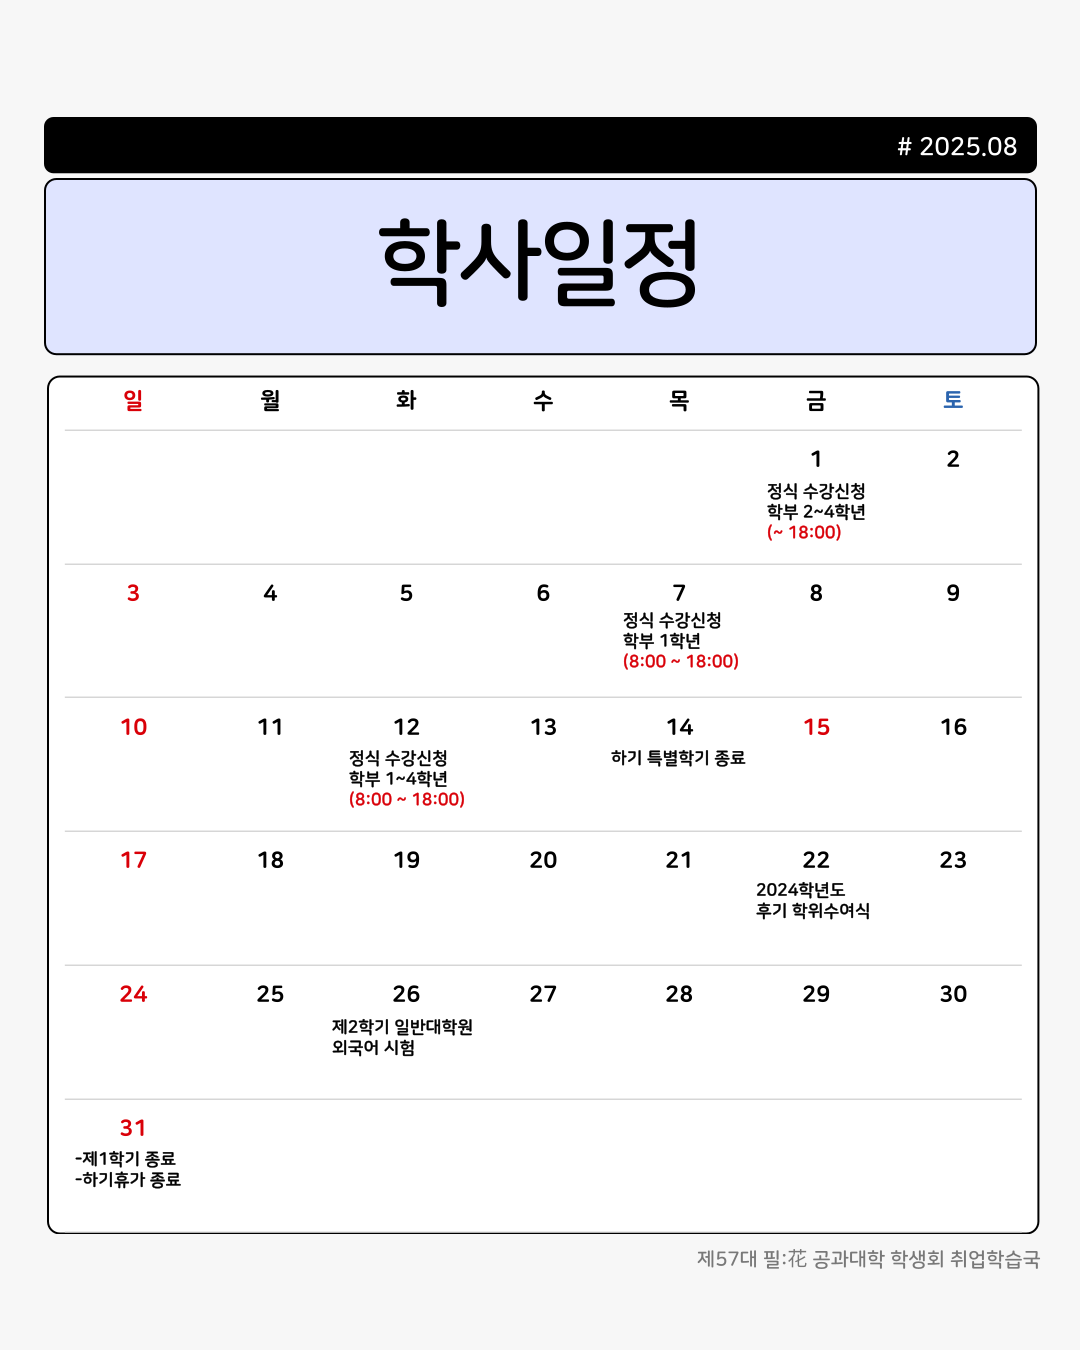 # 2025.08
학사일정
일 월 화 수 목 금 토
1 2
정식 수강신청
학부 2~4학년
(~ 18:00)
3 4 5 6 7 8 9
정식 수강신청
학부 1학년
(8:00 ~ 18:00)
10 11 12 13 14 15 16
정식 수강신청
학부 1~4학년
(8:00 ~ 18:00)
하기 특별학기 종료
17 18 19 20 21 22 23
2024학년도
후기 학위수여식
24 25 26 27 28 29 30
제2학기 일반대학원
외국어 시험
31
-제1학기 종료
-하기휴가 종료
제57대 필:花 공과대학 학생회 취업학습국